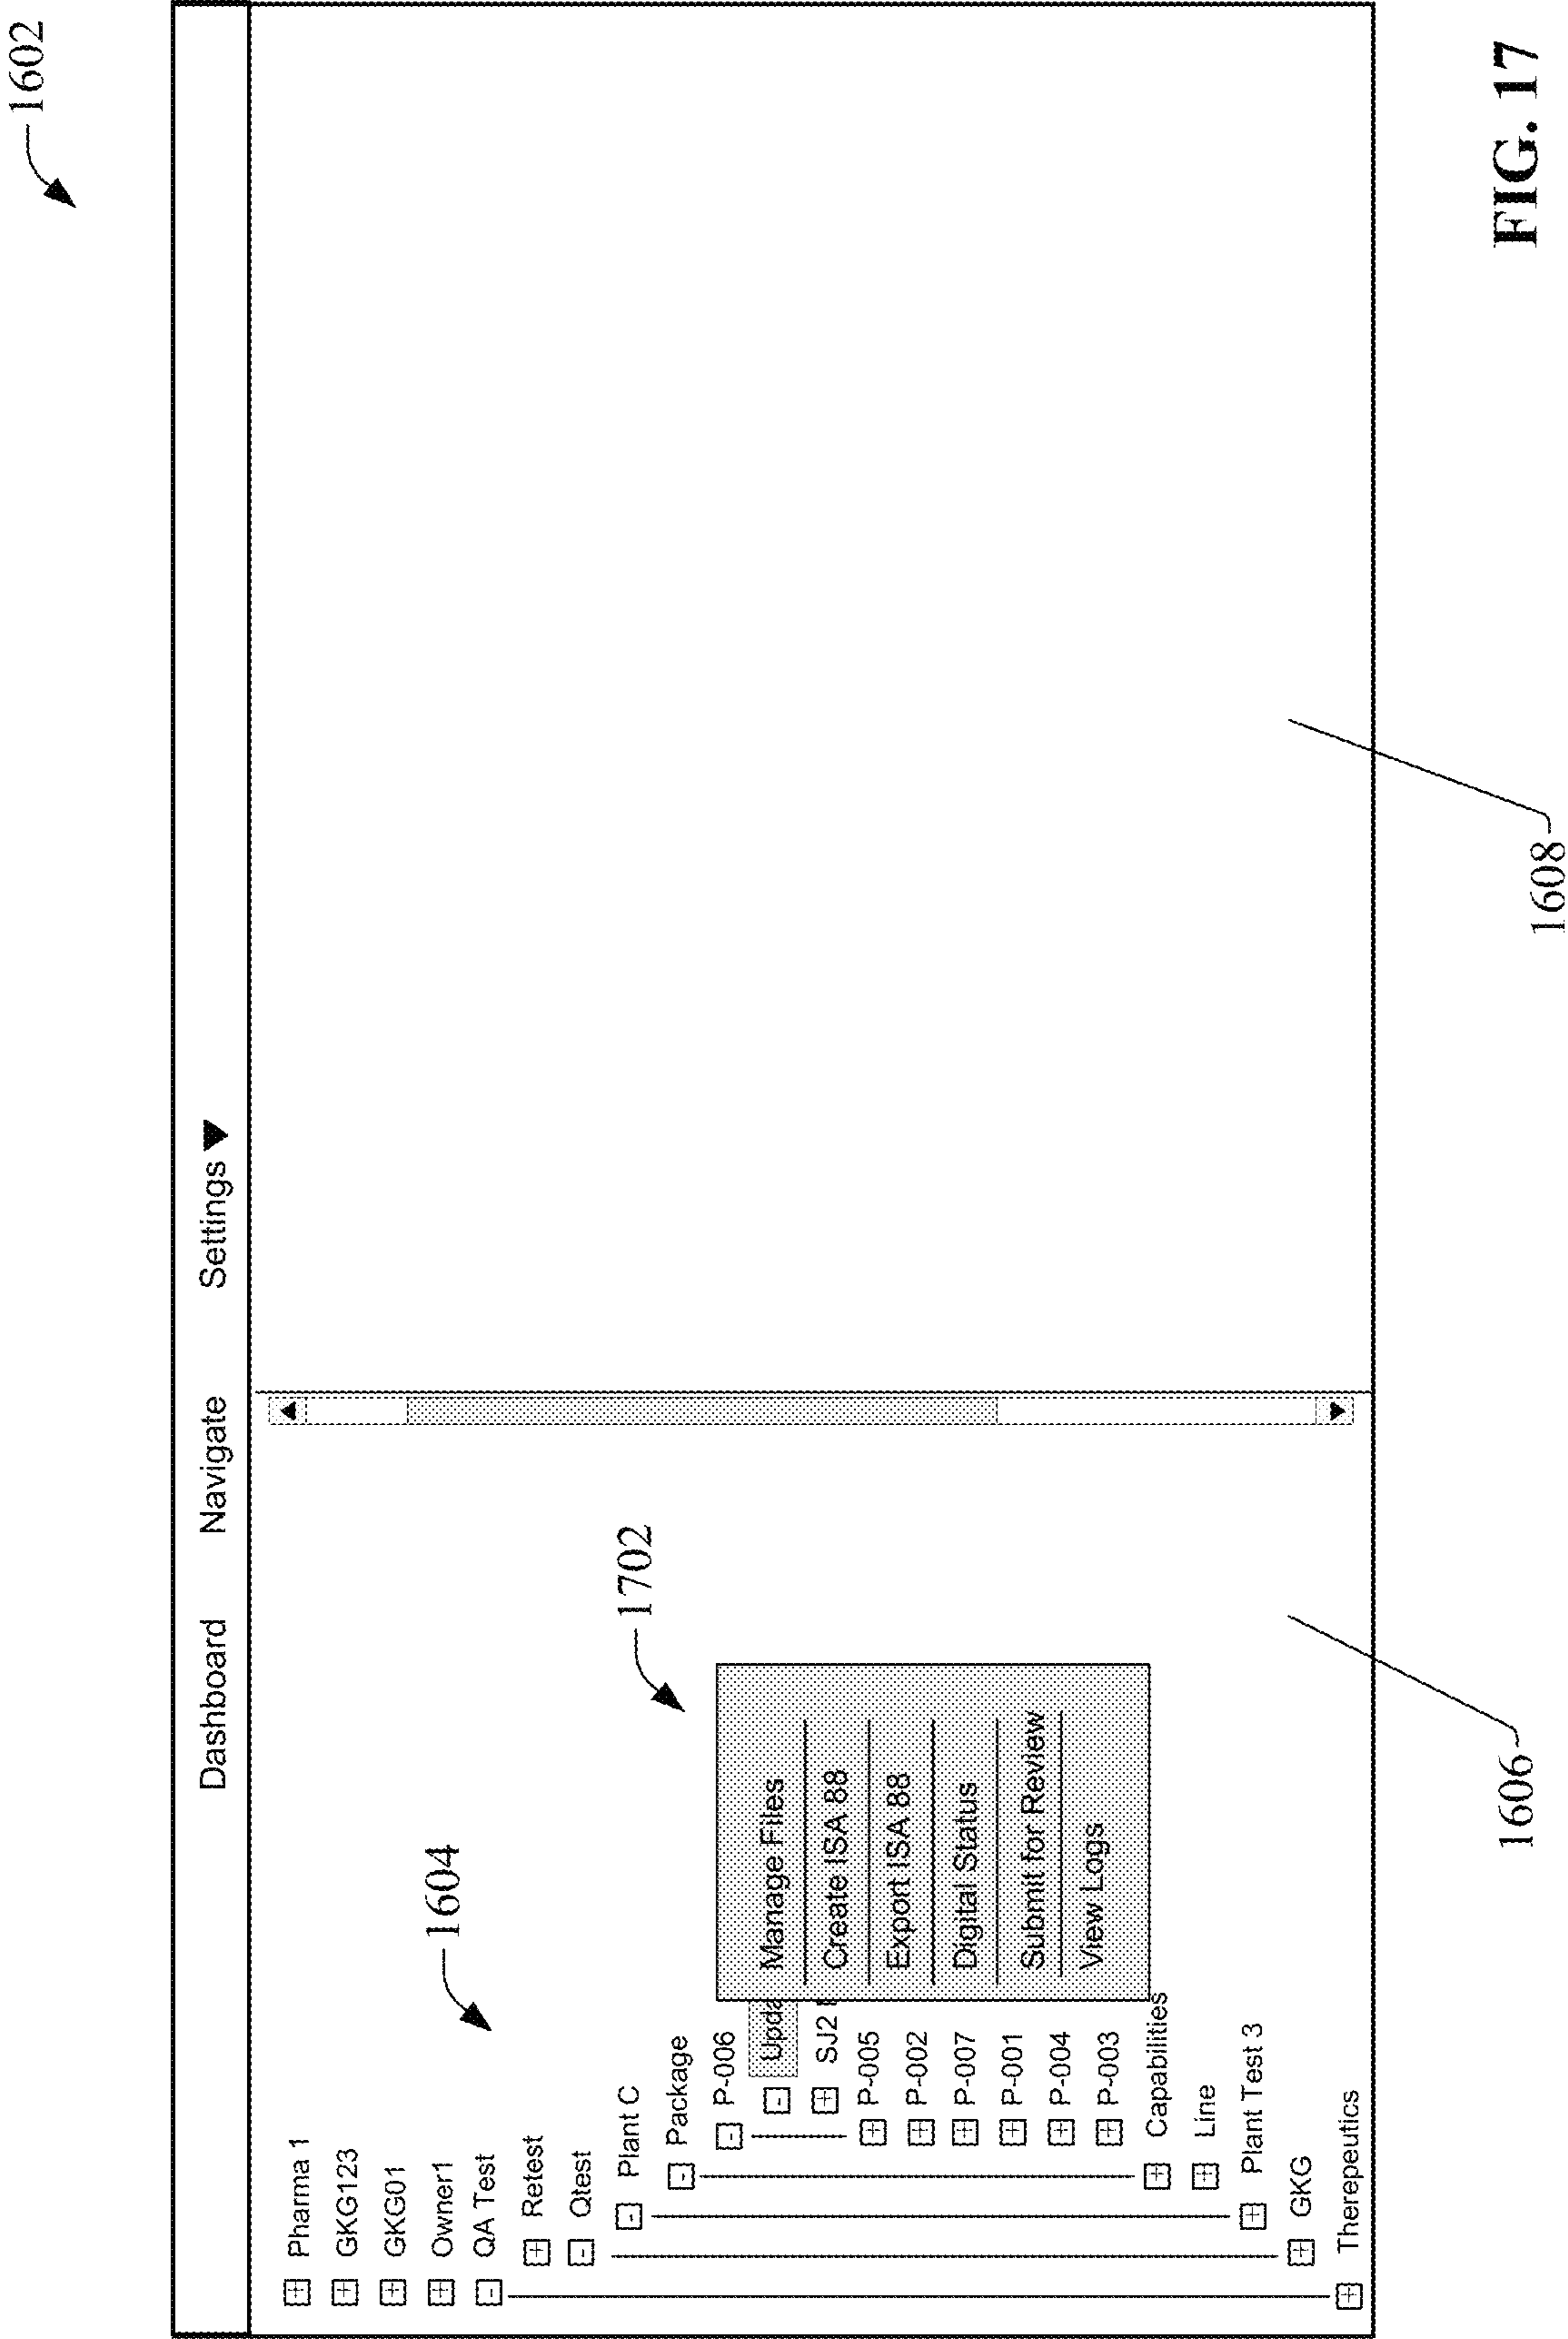 1602
Dashboard Navigate Settings ▼
Pharma 1
GKG123
GKG01
Owner1
QA Test
Retest
Qtest
Plant C
Package
P-006
SJ2
P-005
P-002
P-007
P-001
P-004
P-003
Capabilities
Line
Plant Test 3
GKG
Therepeutics
1604
1702
Manage Files
Create ISA 88
Export ISA 88
Digital Status
Submit for Review
View Logs
1606
1608
FIG. 17